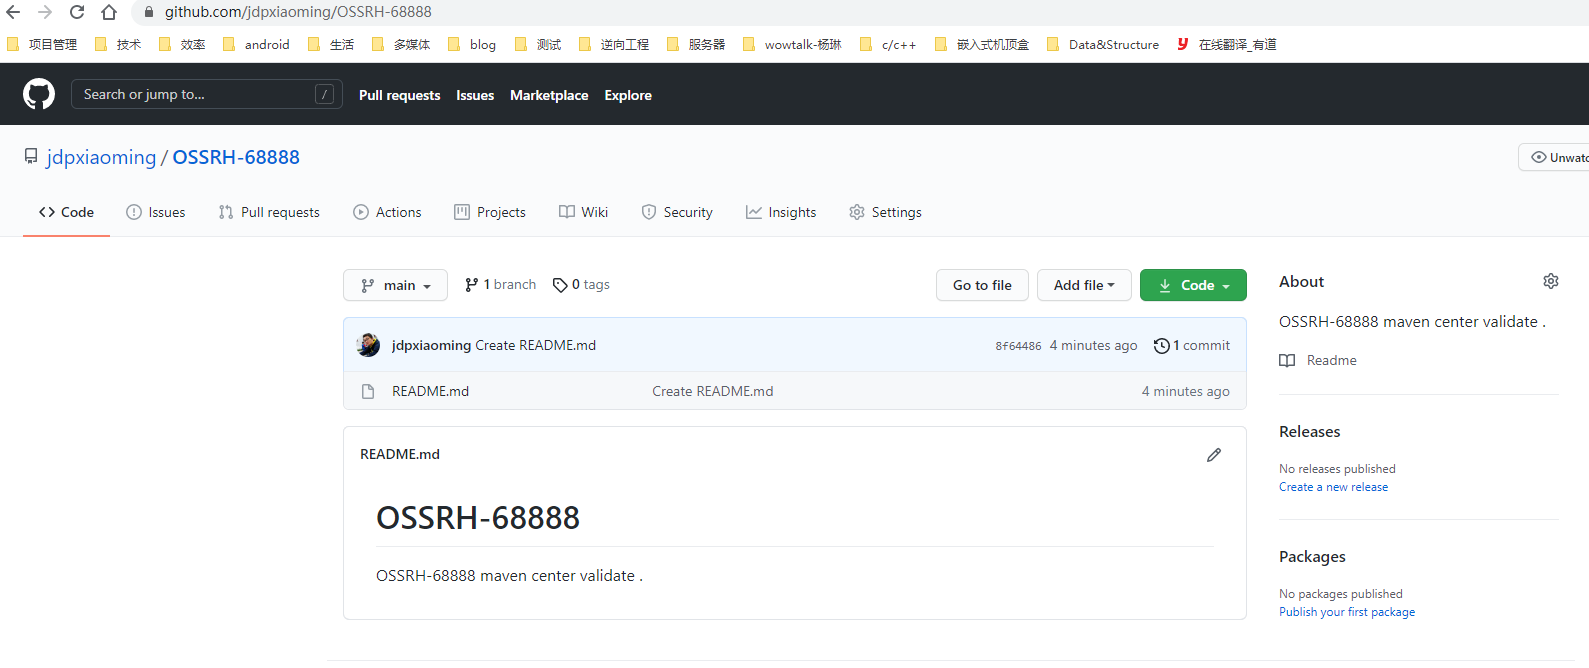 github.com/jdpxiaoming/OSSRH-68888
项目管理 技术 效率 android 生活 多媒体 blog 测试 逆向工程 服务器 wowtalk-杨琳 c/c++ 嵌入式机顶盒 Data&Structure 在线翻译_有道
Search or jump to... / Pull requests Issues Marketplace Explore
jdpxiaoming / OSSRH-68888 Unwatc
Code Issues Pull requests Actions Projects Wiki Security Insights Settings
main 1 branch 0 tags Go to file Add file Code
jdpxiaoming Create README.md 8f64486 4 minutes ago 1 commit
README.md Create README.md 4 minutes ago
README.md
OSSRH-68888
OSSRH-68888 maven center validate .
About
OSSRH-68888 maven center validate .
Readme
Releases
No releases published
Create a new release
Packages
No packages published
Publish your first package